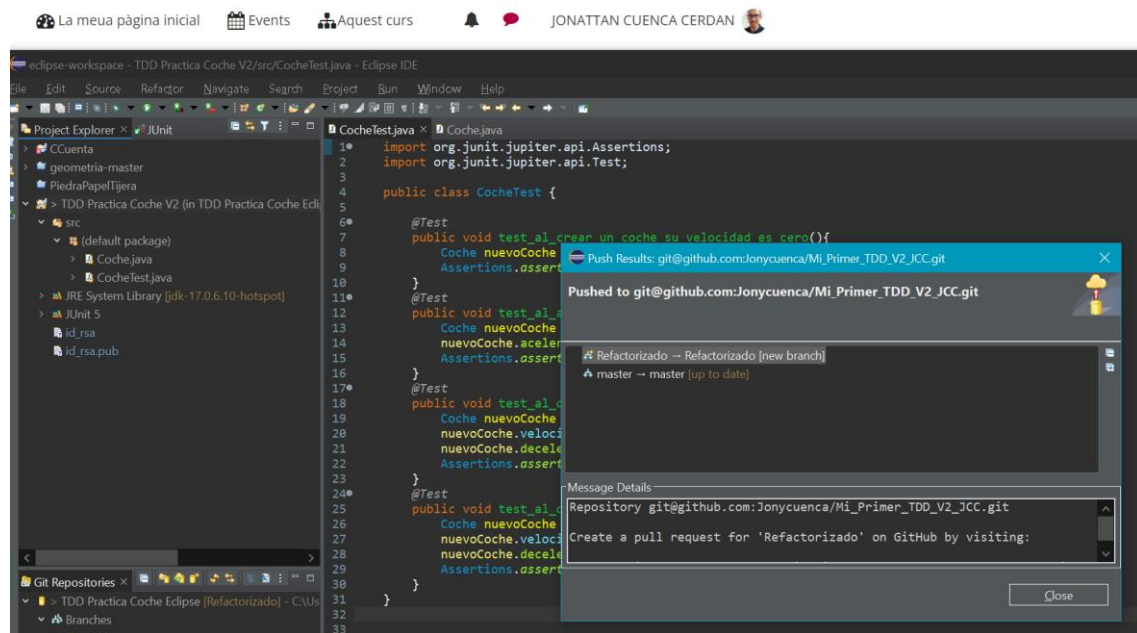 La meua pàgina inicial Events Aquest curs JONATTAN CUENCA CERDAN
eclipse-workspace - TDD Practica Coche V2/src/CocheTest.java - Eclipse IDE
File Edit Source Refactor Navigate Search Project Run Window Help
Project Explorer × JUnit
CCuenta
geometria-master
PiedraPapelTijera
> TDD Practica Coche V2 (in TDD Practica Coche Ecli
src
(default package)
Coche.java
CocheTest.java
JRE System Library [jdk-17.0.6.10-hotspot]
JUnit 5
id_rsa
id_rsa.pub
Git Repositories ×
> TDD Practica Coche Eclipse [Refactorizado] - C:\Us
Branches
CocheTest.java × Coche.java
1 import org.junit.jupiter.api.Assertions;
2 import org.junit.jupiter.api.Test;
3
4 public class CocheTest {
5
6 @Test
7 public void test_al_crear_un_coche_su_velocidad_es_cero(){
8 Coche nuevoCoche
9 Assertions.assert
10 }
11 @Test
12 public void test_al_a
13 Coche nuevoCoche
14 nuevoCoche.aceler
15 Assertions.assert
16 }
17 @Test
18 public void test_al_d
19 Coche nuevoCoche
20 nuevoCoche.veloci
21 nuevoCoche.decele
22 Assertions.assert
23 }
24 @Test
25 public void test_al_d
26 Coche nuevoCoche
27 nuevoCoche.veloci
28 nuevoCoche.decele
29 Assertions.assert
30 }
31 }
32
33
Push Results: git@github.com:Jonycuenca/Mi_Primer_TDD_V2_JCC.git
Pushed to git@github.com:Jonycuenca/Mi_Primer_TDD_V2_JCC.git
Refactorizado → Refactorizado [new branch]
master → master [up to date]
Message Details
Repository git@github.com:Jonycuenca/Mi_Primer_TDD_V2_JCC.git
Create a pull request for 'Refactorizado' on GitHub by visiting:
Close